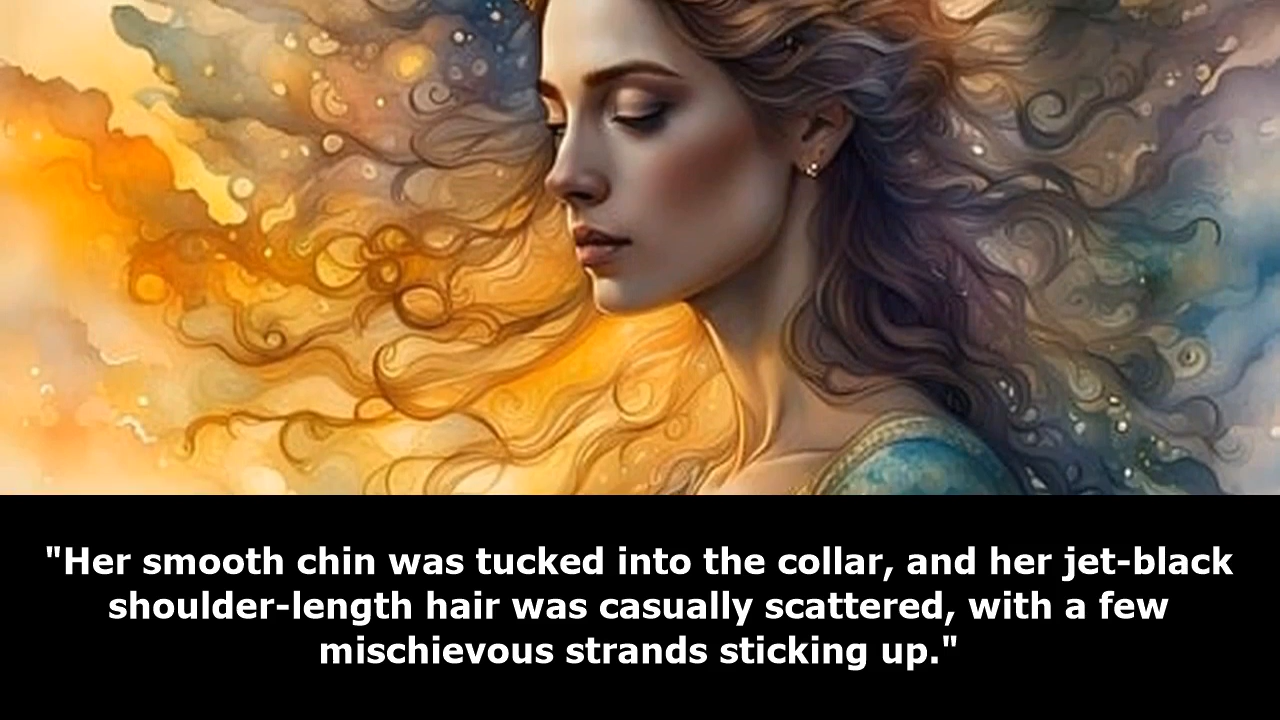 "Her smooth chin was tucked into the collar, and her jet-black
shoulder-length hair was casually scattered, with a few
mischievous strands sticking up."